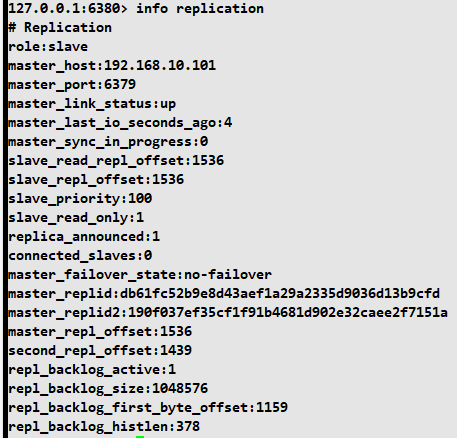 127.0.0.1:6380> info replication
# Replication
role:slave
master_host:192.168.10.101
master_port:6379
master_link_status:up
master_last_io_seconds_ago:4
master_sync_in_progress:0
slave_read_repl_offset:1536
slave_repl_offset:1536
slave_priority:100
slave_read_only:1
replica_announced:1
connected_slaves:0
master_failover_state:no-failover
master_replid:db61fc52b9e8d43aef1a29a2335d9036d13b9cfd
master_replid2:190f037ef35cf1f91b4681d902e32caee2f7151a
master_repl_offset:1536
second_repl_offset:1439
repl_backlog_active:1
repl_backlog_size:1048576
repl_backlog_first_byte_offset:1159
repl_backlog_histlen:378